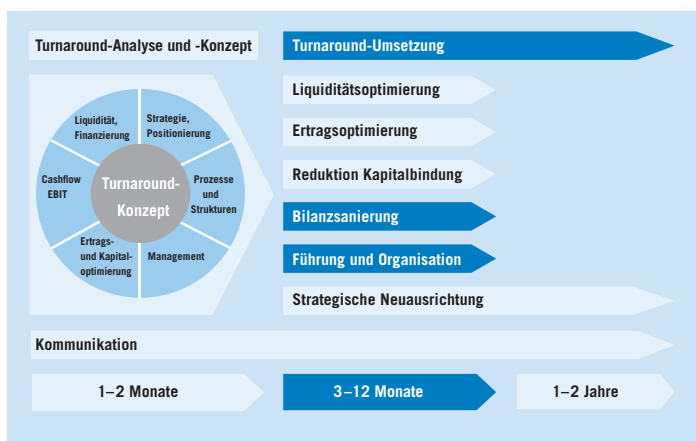 Turnaround-Analyse und -Konzept
Turnaround-Umsetzung
Liquidität,
Finanzierung
Strategie,
Positionierung
Cashflow
EBIT
Turnaround-
Konzept
Prozesse
und
Strukturen
Ertrags-
und Kapital-
optimierung
Management
Liquiditätsoptimierung
Ertragsoptimierung
Reduktion Kapitalbindung
Bilanzsanierung
Führung und Organisation
Strategische Neuausrichtung
Kommunikation
1–2 Monate
3–12 Monate
1–2 Jahre